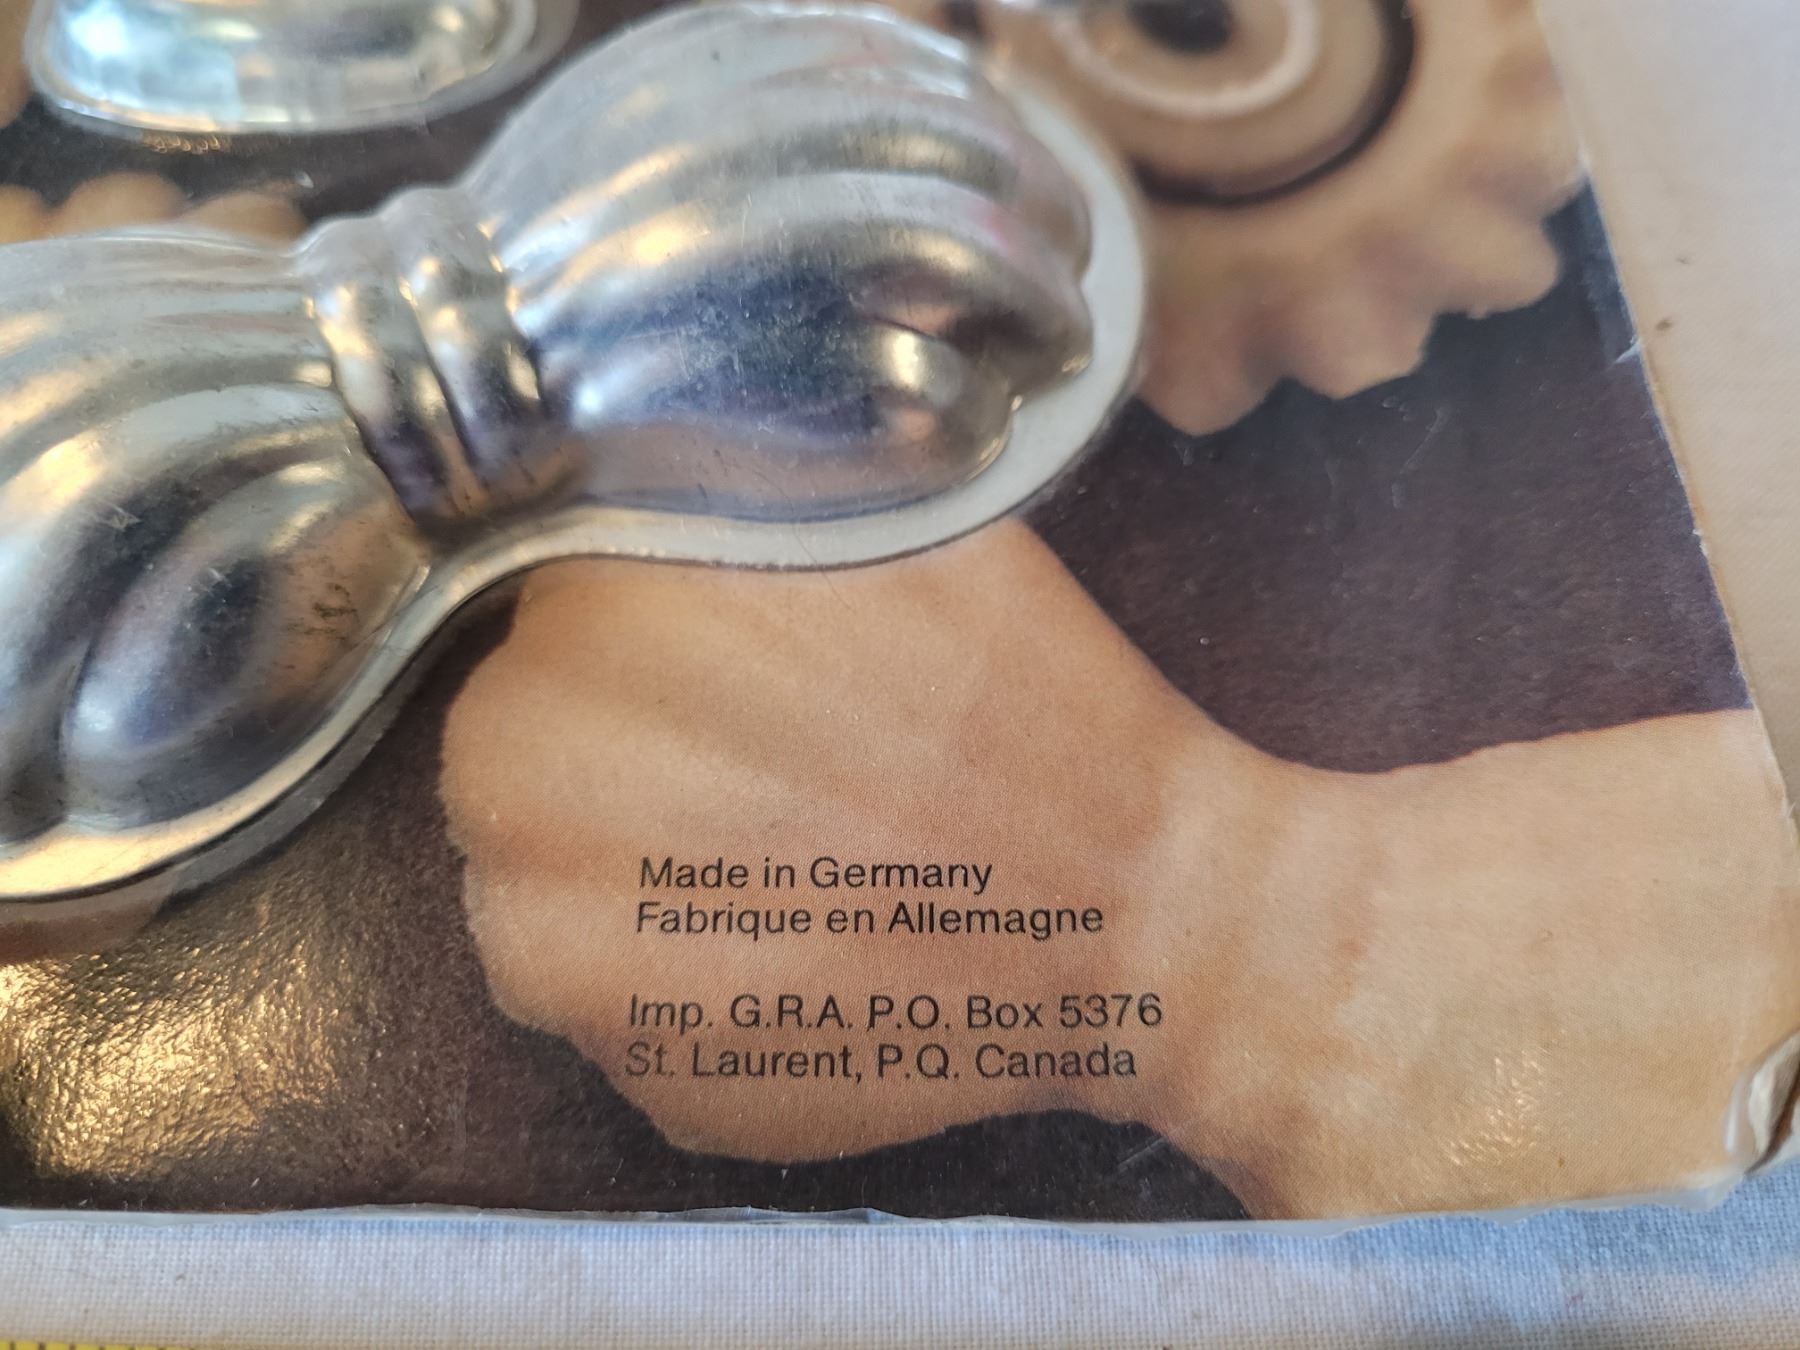 Made in Germany
Fabrique en Allemagne
Imp. G.R.A. P.O. Box 5376
St. Laurent, P.Q. Canada